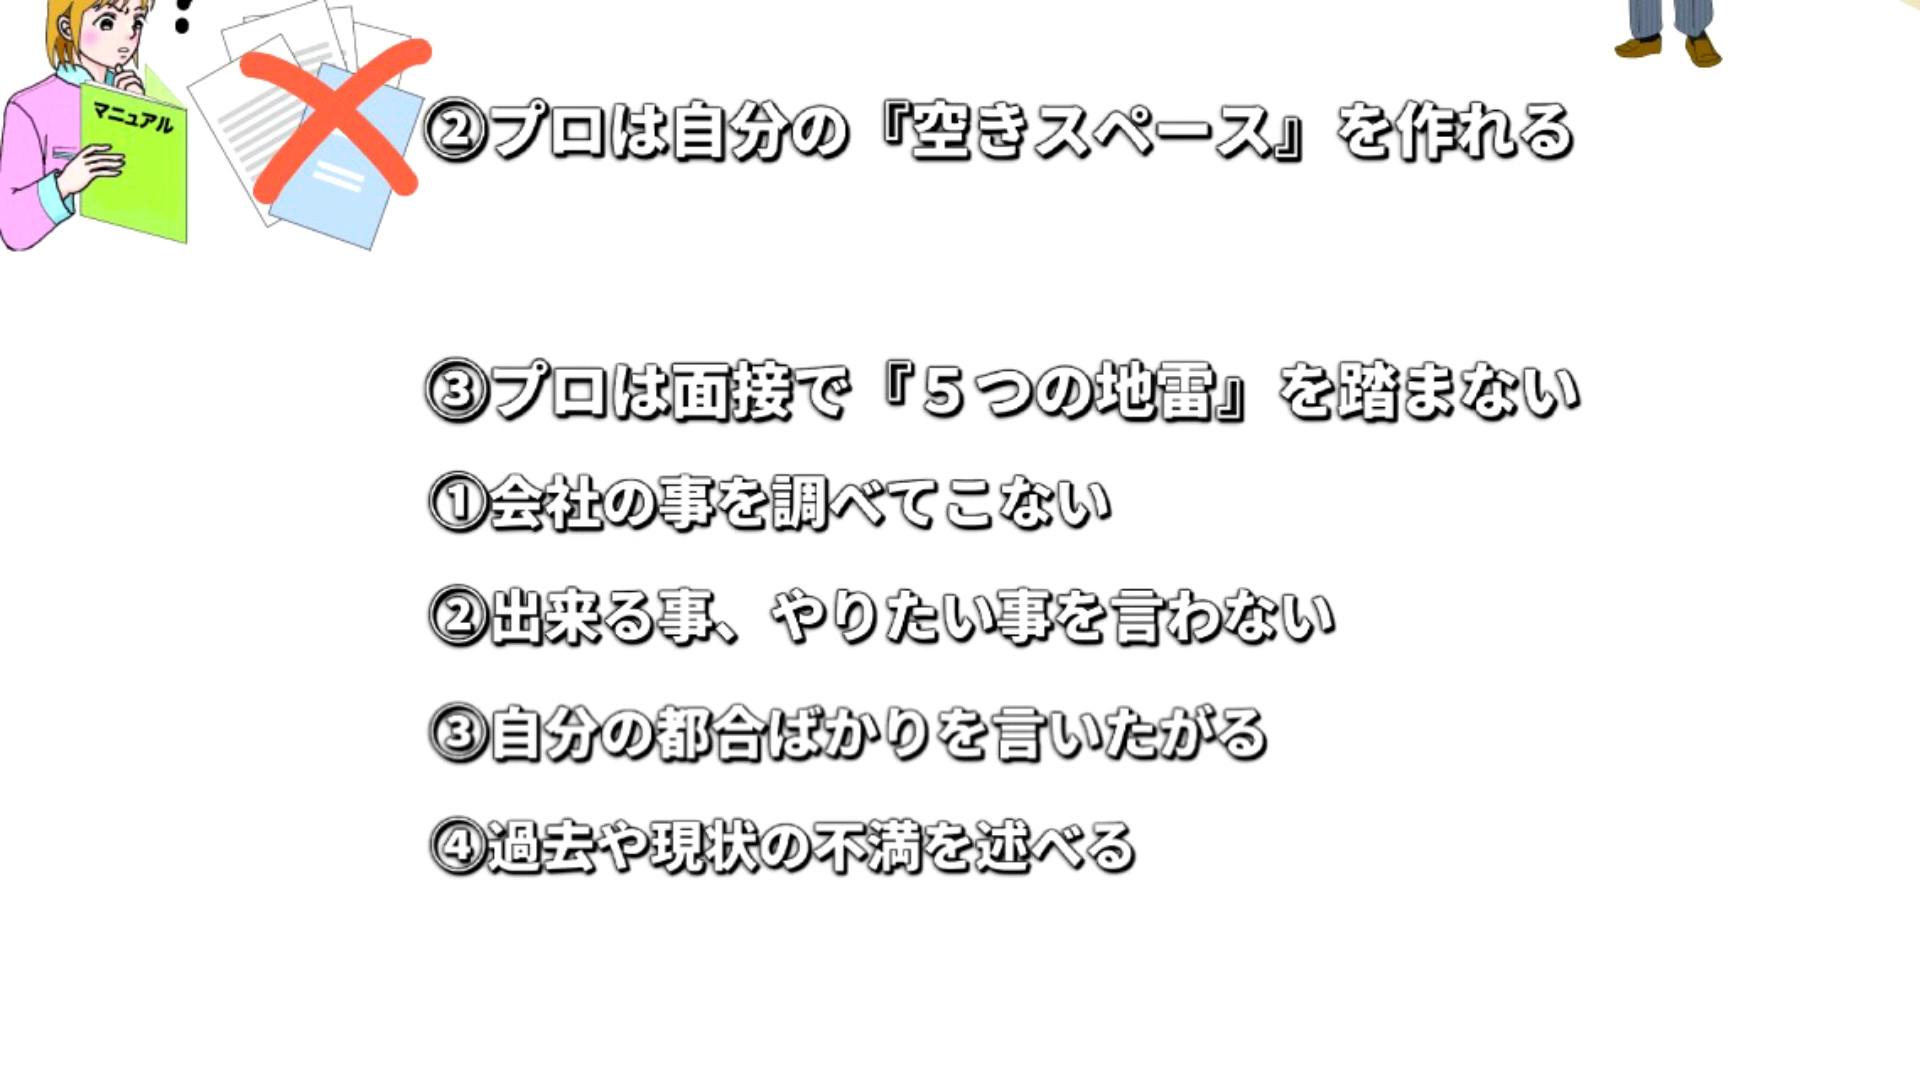 マニュアル
②プロは自分の『空きスペース』を作れる
③プロは面接で『５つの地雷』を踏まない
①会社の事を調べてこない
②出来る事、やりたい事を言わない
③自分の都合ばかりを言いたがる
④過去や現状の不満を述べる